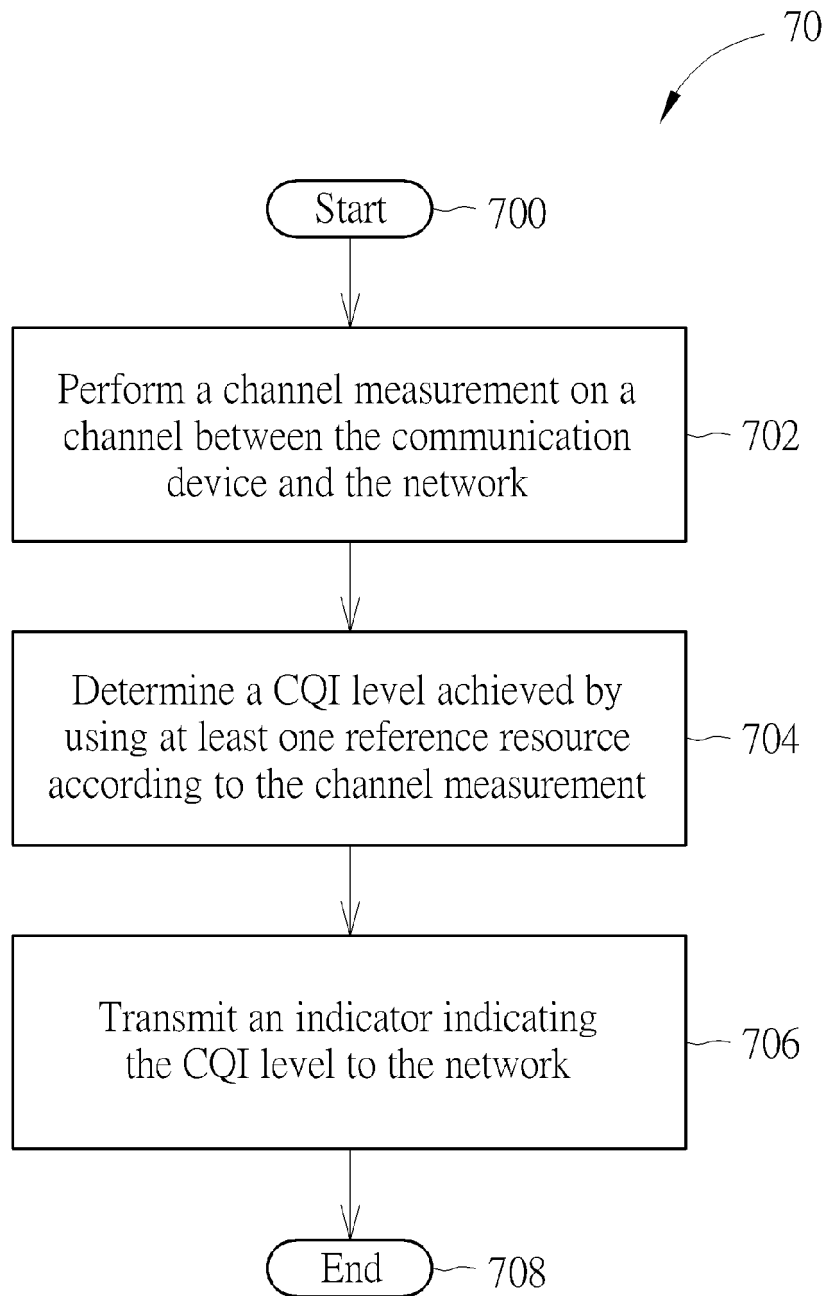 70
Start
700
Perform a channel measurement on a
channel between the communication
device and the network
702
Determine a CQI level achieved by
using at least one reference resource
according to the channel measurement
704
Transmit an indicator indicating
the CQI level to the network
706
End
708